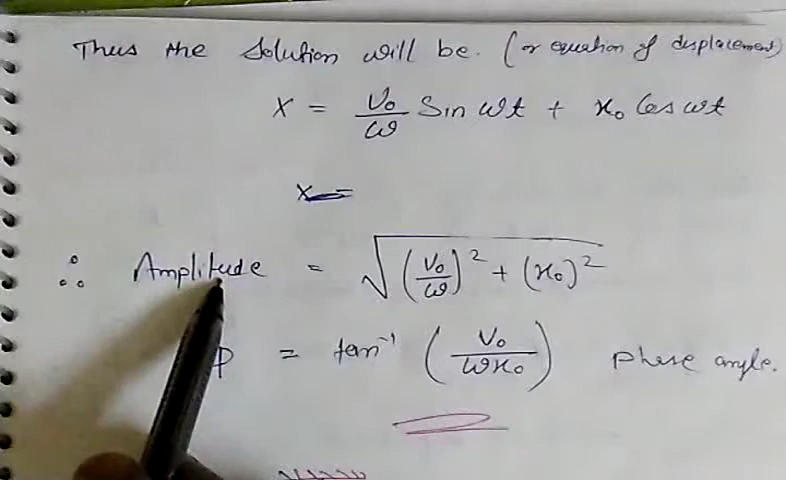 Thus the Solution will be. (or equation of displacement)
x = V₀/ω Sin ωt + x₀ Cos ωt
x =
∴ Amplitude = √((V₀/ω)² + (x₀)²)
= tan⁻¹ (V₀/ωx₀) phase angle.